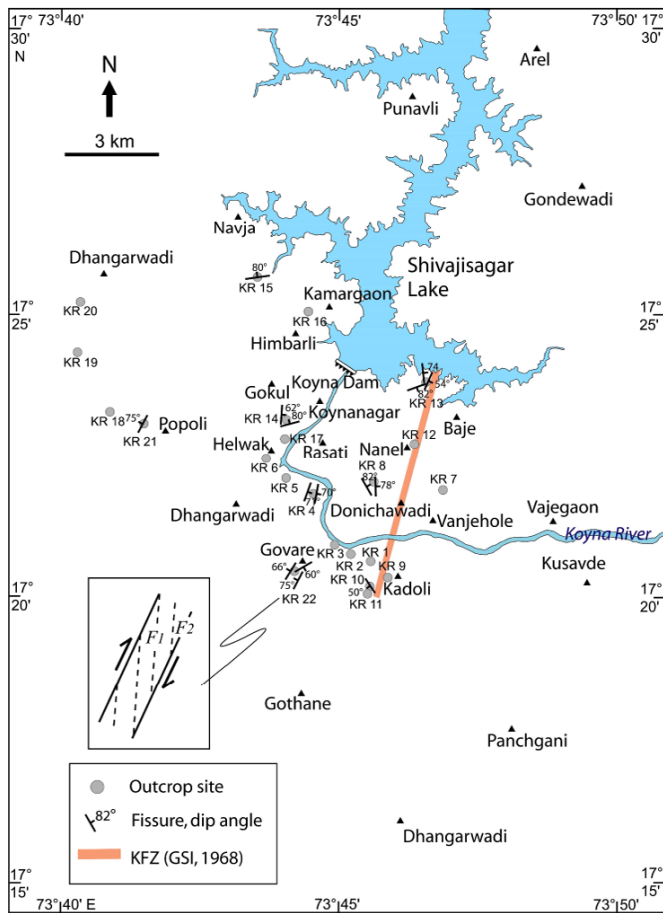 73°40'
73°45'
73°50'
17°
30'
N
17°
30'
N
3 km
Arel
Punavli
Gondewadi
Navja
Dhangarwadi
80°
KR 15
Shivajisagar
Lake
Kamargaon
KR 20
KR 16
17°
25'
17°
25'
Himbarli
KR 19
Koyna Dam
74
54°
82°
KR 13
Gokul
Koynanagar
62°
80°
KR 14
Baje
KR 18
75°
KR 21
Popoli
KR 17
Rasati
KR 12
Nanel
Helwak
KR 6
KR 8
82°
78°
KR 7
KR 5
70°
KR 4
Dhangarwadi
Donichawadi
Vanjehole
Vajegaon
Koyna River
Govare
KR 3
KR 1
KR 2
KR 9
Kusavde
66°
60°
75°
KR 22
KR 10
50°
KR 11
Kadoli
17°
20'
17°
20'
F1
F2
Gothane
Panchgani
Outcrop site
82°
Fissure, dip angle
KFZ (GSI, 1968)
Dhangarwadi
17°
15'
17°
15'
73°40' E
73°45'
73°50'